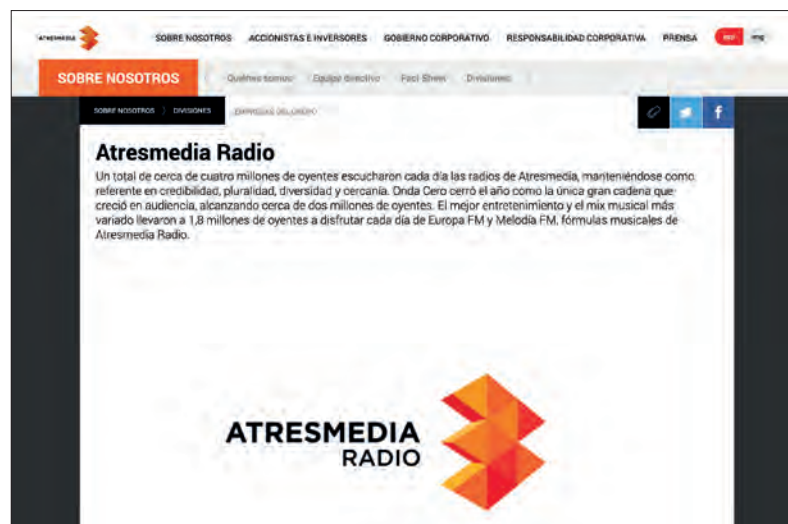 ATRESMEDIA
SOBRE NOSOTROS ACCIONISTAS E INVERSORES GOBIERNO CORPORATIVO RESPONSABILIDAD CORPORATIVA PRENSA esp eng
SOBRE NOSOTROS Quiénes somos Equipo directivo Fact Sheet Divisiones
SOBRE NOSOTROS DIVISIONES EMPRESAS DEL GRUPO
Atresmedia Radio
Un total de cerca de cuatro millones de oyentes escucharon cada día las radios de Atresmedia, manteniéndose como
referente en credibilidad, pluralidad, diversidad y cercanía. Onda Cero cerró el año como la única gran cadena que
creció en audiencia, alcanzando cerca de dos millones de oyentes. El mejor entretenimiento y el mix musical más
variado llevaron a 1,8 millones de oyentes a disfrutar cada día de Europa FM y Melodía FM, fórmulas musicales de
Atresmedia Radio.
ATRESMEDIA
RADIO